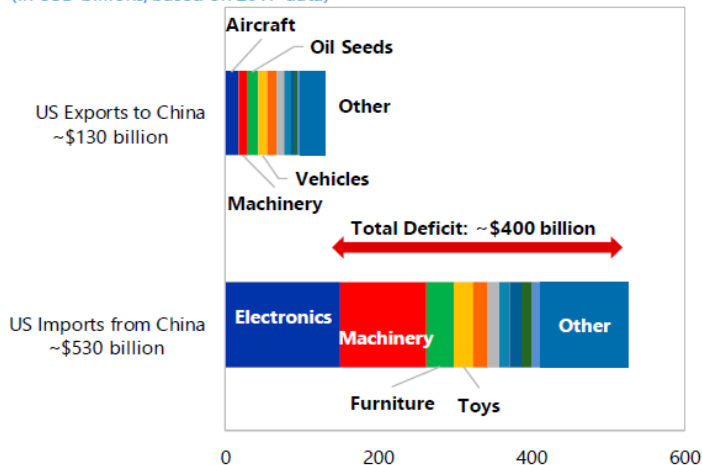 Aircraft
Oil Seeds
US Exports to China
~$130 billion
Other
Vehicles
Machinery
Total Deficit: ~$400 billion
US Imports from China
~$530 billion
Electronics
Machinery
Other
Furniture
Toys
0 200 400 600